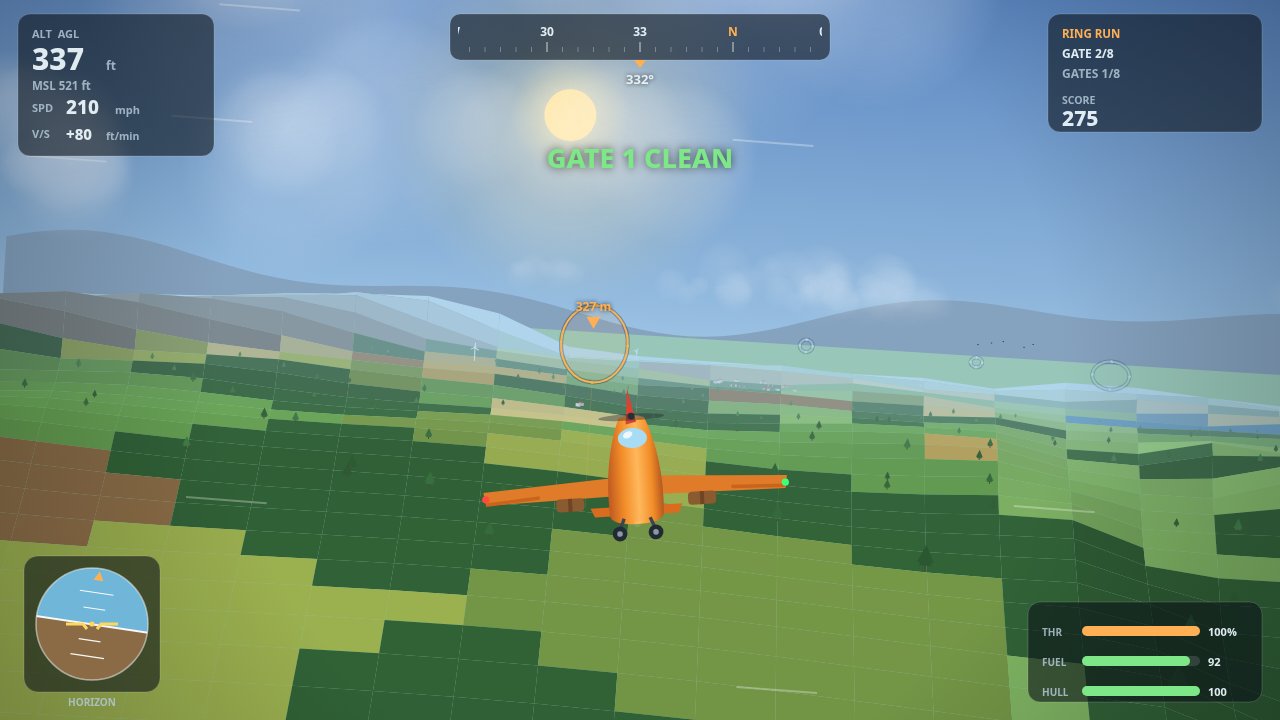 ALT AGL
337 ft
MSL 521 ft
SPD 210 mph
V/S +80 ft/min
30 33 N
332°
RING RUN
GATE 2/8
GATES 1/8
SCORE
275
GATE 1 CLEAN
327 m
HORIZON
THR 100%
FUEL 92
HULL 100